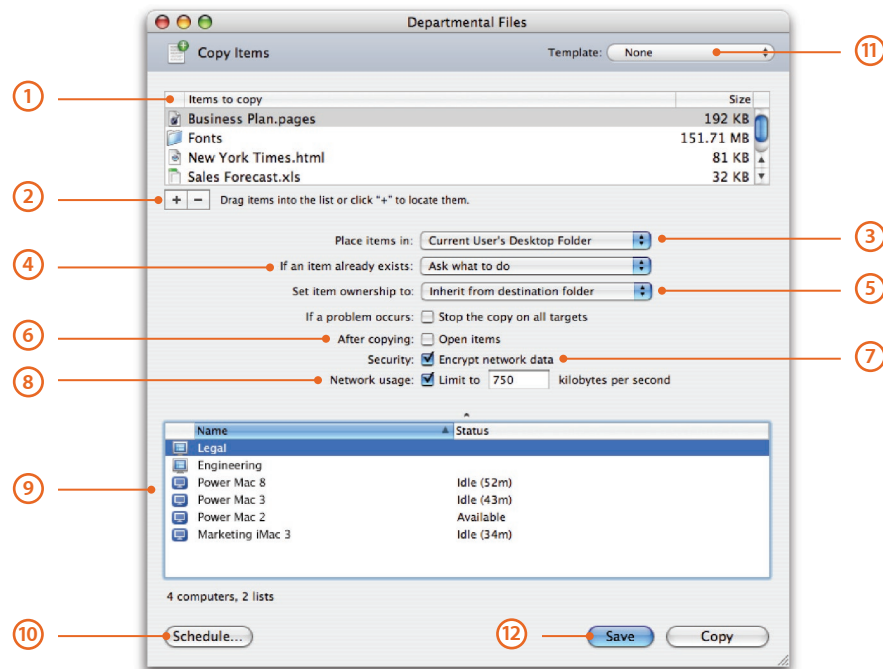 Departmental Files
Copy Items
Template: None
11
1
Items to copy Size
Business Plan.pages 192 KB
Fonts 151.71 MB
New York Times.html 81 KB
Sales Forecast.xls 32 KB
2
+ − Drag items into the list or click “+” to locate them.
Place items in: Current User's Desktop Folder
3
4
If an item already exists: Ask what to do
Set item ownership to: Inherit from destination folder
5
If a problem occurs: Stop the copy on all targets
6
After copying: Open items
Security: Encrypt network data
7
8
Network usage: Limit to 750 kilobytes per second
Name Status
Legal
Engineering
9
Power Mac 8 Idle (52m)
Power Mac 3 Idle (43m)
Power Mac 2 Available
Marketing iMac 3 Idle (34m)
4 computers, 2 lists
10
Schedule...
12
Save Copy